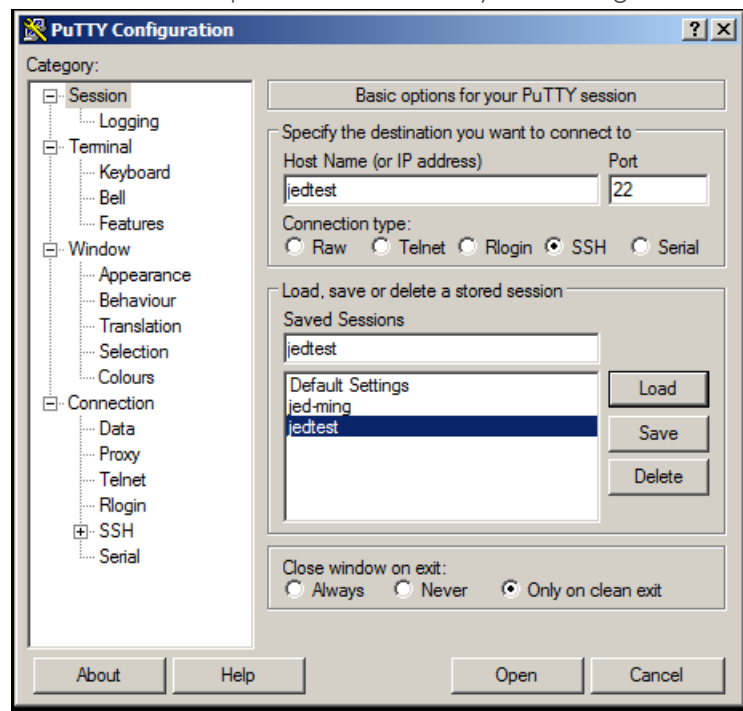 PuTTY Configuration
Category:
Session
Logging
Terminal
Keyboard
Bell
Features
Window
Appearance
Behaviour
Translation
Selection
Colours
Connection
Data
Proxy
Telnet
Rlogin
SSH
Serial
Basic options for your PuTTY session
Specify the destination you want to connect to
Host Name (or IP address) Port
jedtest 22
Connection type:
Raw Telnet Rlogin SSH Serial
Load, save or delete a stored session
Saved Sessions
jedtest
Default Settings
jed-ming
jedtest
Load
Save
Delete
Close window on exit:
Always Never Only on clean exit
About Help Open Cancel